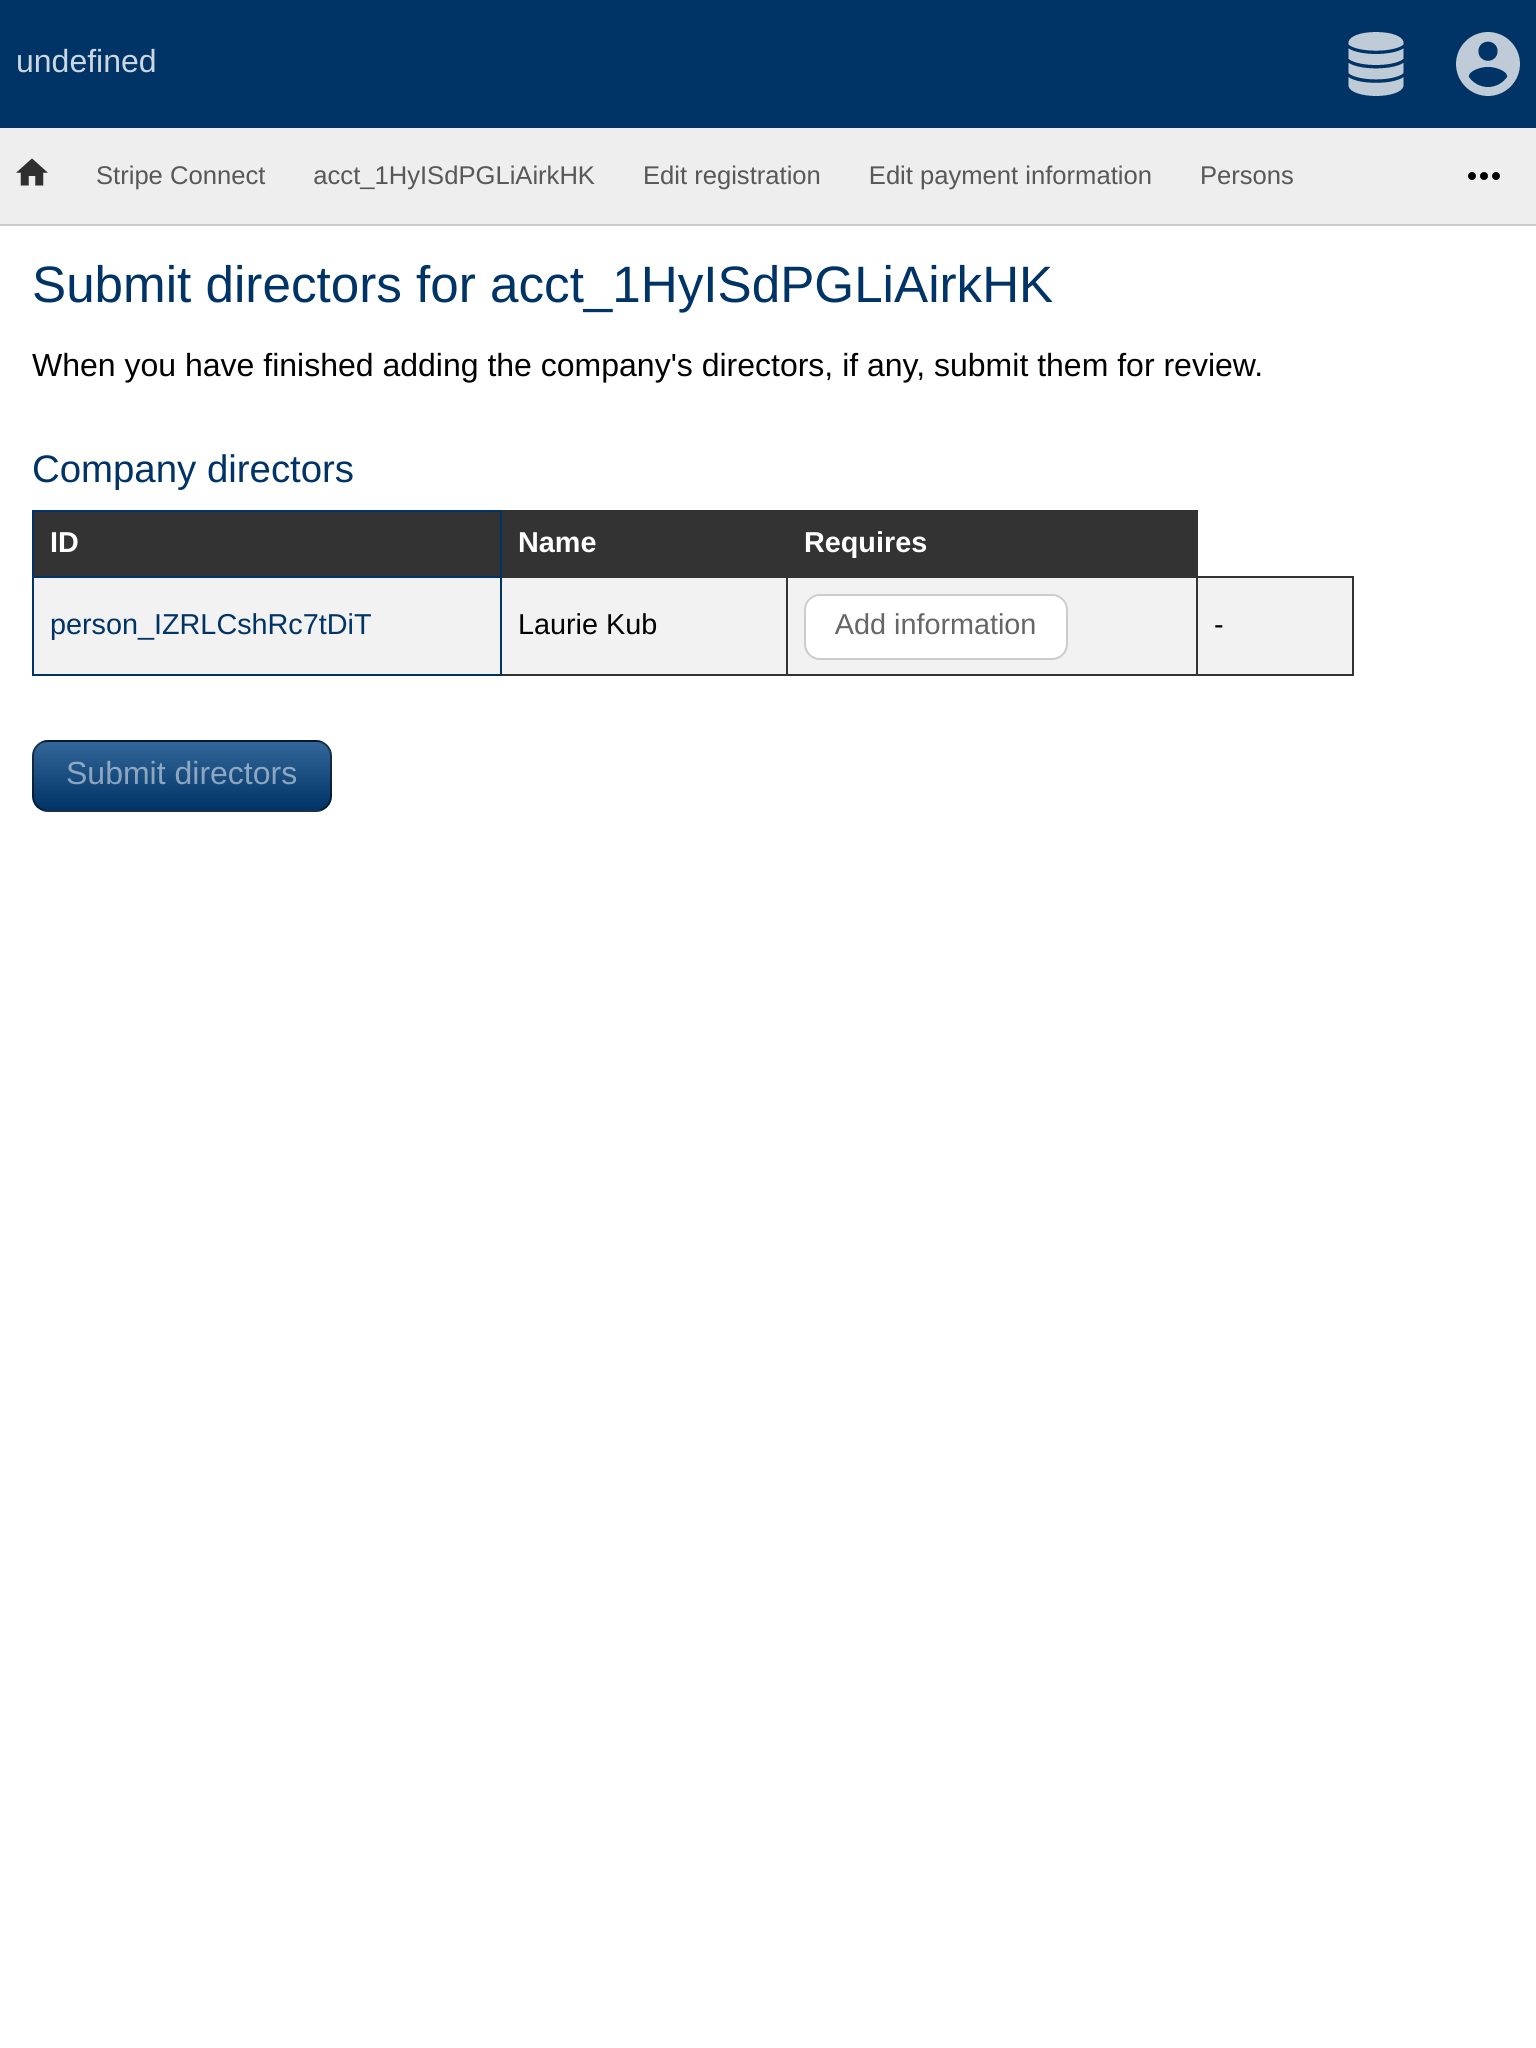 undefined
Stripe Connect acct_1HyISdPGLiAirkHK Edit registration Edit payment information Persons
Submit directors for acct_1HyISdPGLiAirkHK
When you have finished adding the company's directors, if any, submit them for review.
Company directors
ID Name Requires
person_IZRLCshRc7tDiT Laurie Kub Add information -
Submit directors